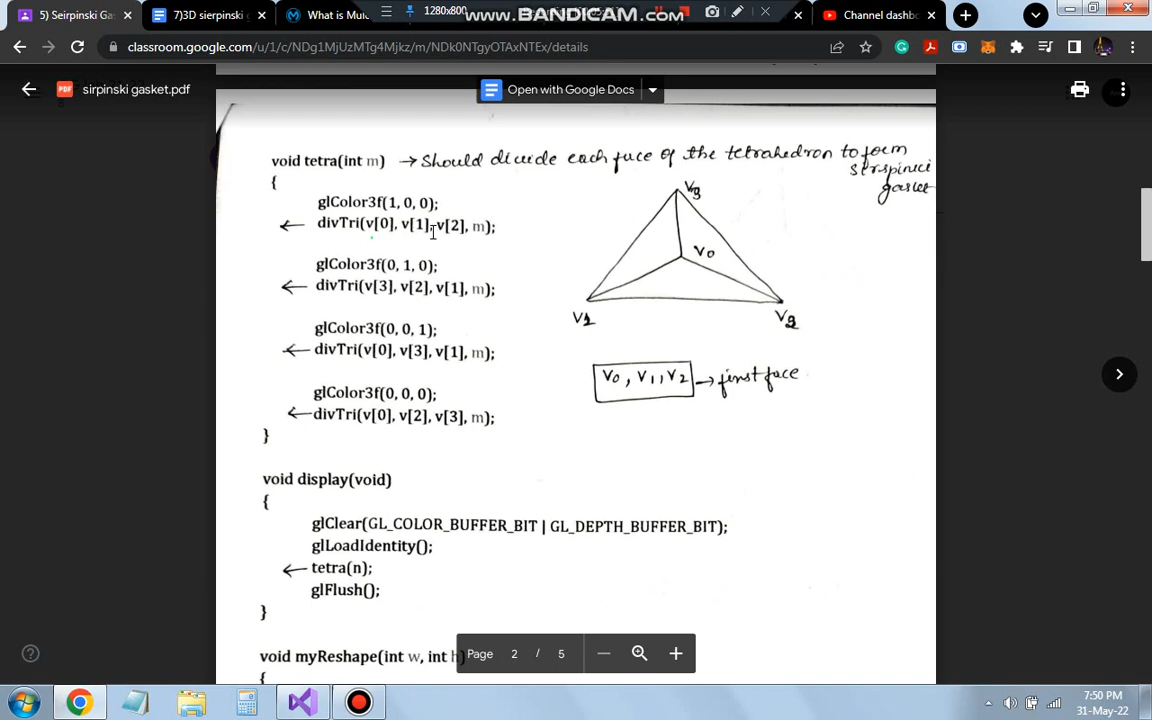 5) Seirpinski Gas
7)3D sierpinski g
What is Mul
1280x800
www.BANDICAM.com
Channel dashb
classroom.google.com/u/1/c/NDg1MjUzMTg4Mjkz/m/NDk0NTgyOTAxNTEx/details
sirpinski gasket.pdf
Open with Google Docs
void tetra(int m) → Should divide each face of the tetrahedron to form
serspinci
gasket
{
glColor3f(1, 0, 0);
← divTri(v[0], v[1], v[2], m);
glColor3f(0, 1, 0);
← divTri(v[3], v[2], v[1], m);
glColor3f(0, 0, 1);
← divTri(v[0], v[3], v[1], m);
glColor3f(0, 0, 0);
← divTri(v[0], v[2], v[3], m);
}
V3
V0
V1
V0, V1, V2 → first face
void display(void)
{
glClear(GL_COLOR_BUFFER_BIT | GL_DEPTH_BUFFER_BIT);
glLoadIdentity();
← tetra(n);
glFlush();
}
void myReshape(int w, int h)
{
Page 2 / 5
7:50 PM
31-May-22